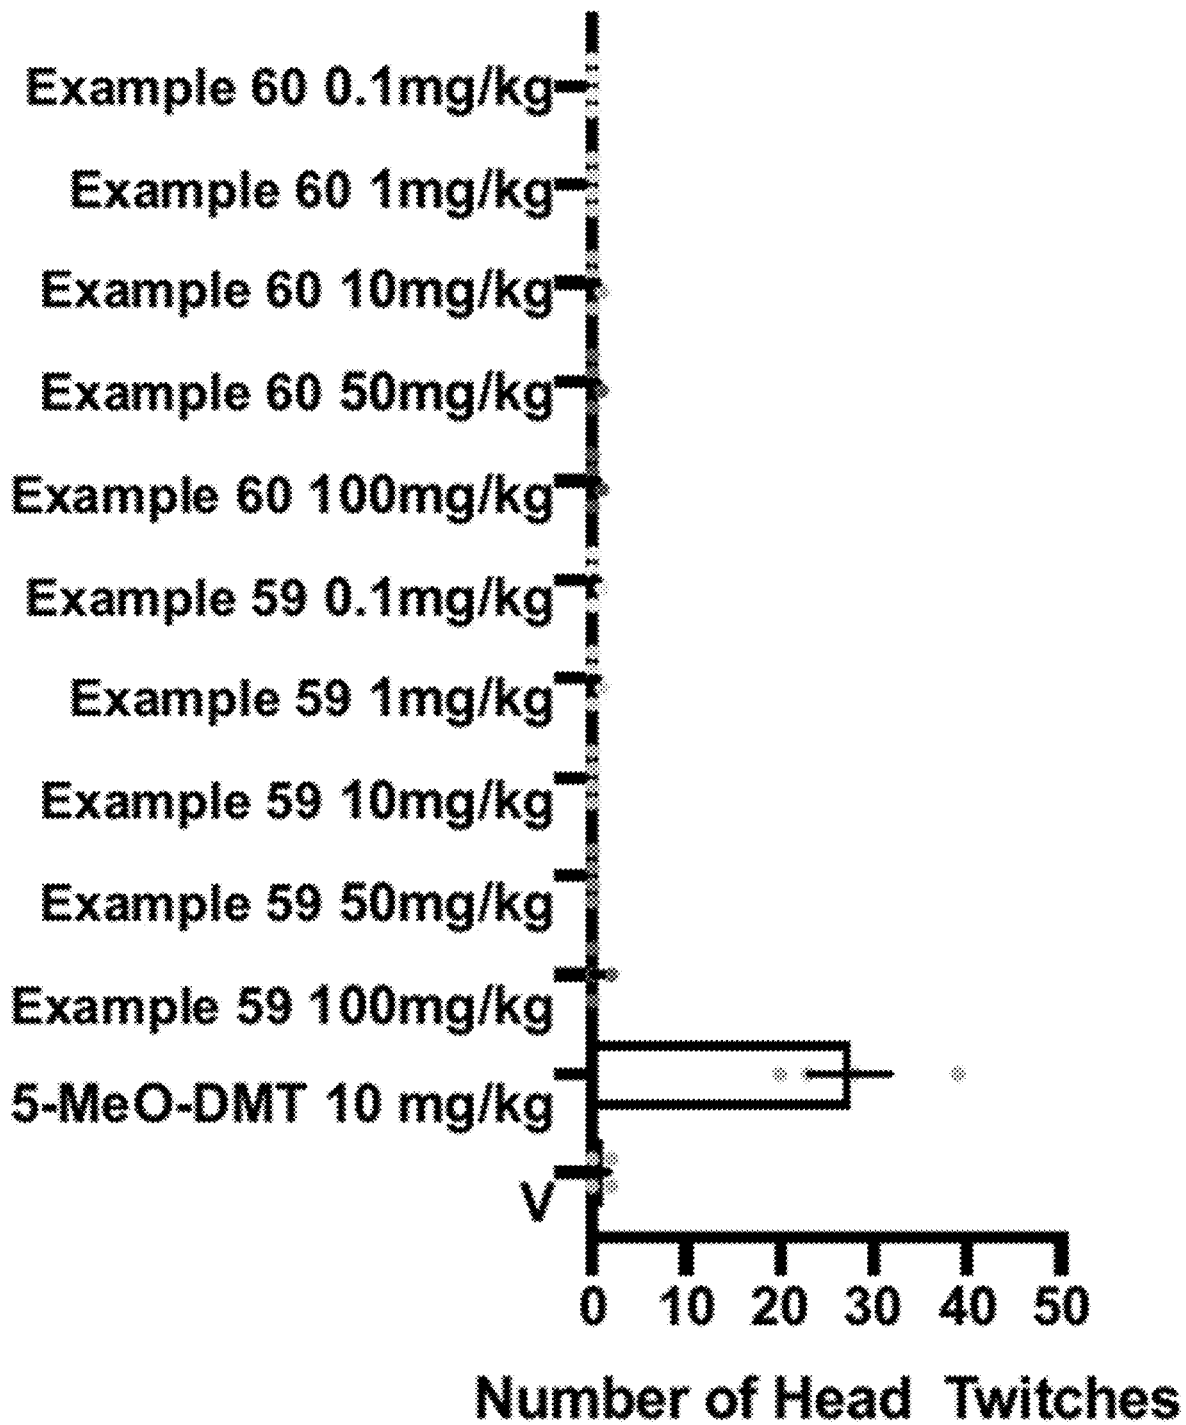 Example 60 0.1mg/kg
Example 60 1mg/kg
Example 60 10mg/kg
Example 60 50mg/kg
Example 60 100mg/kg
Example 59 0.1mg/kg
Example 59 1mg/kg
Example 59 10mg/kg
Example 59 50mg/kg
Example 59 100mg/kg
5-MeO-DMT 10 mg/kg
V
0 10 20 30 40 50
Number of Head Twitches